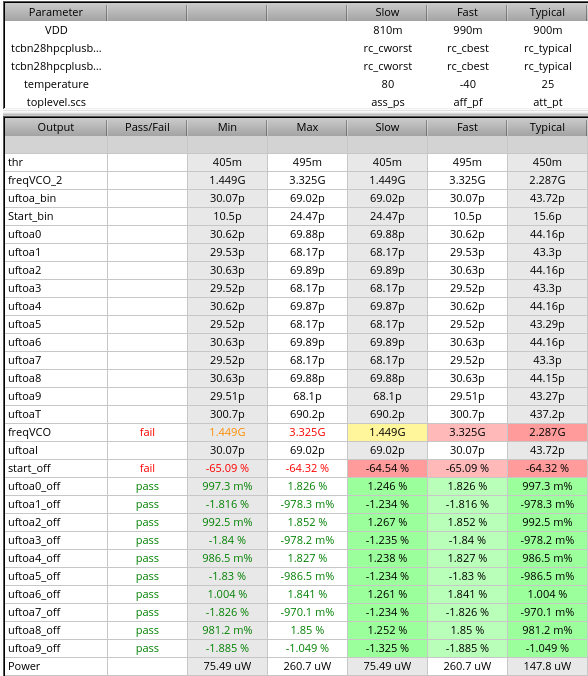 Parameter Slow Fast Typical
VDD 810m 990m 900m
tcbn28hpcplusb... rc_cworst rc_cbest rc_typical
tcbn28hpcplusb... rc_cworst rc_cbest rc_typical
temperature 80 -40 25
toplevel.scs ass_ps aff_pf att_pt
Output Pass/Fail Min Max Slow Fast Typical
thr 405m 495m 405m 495m 450m
freqVCO_2 1.449G 3.325G 1.449G 3.325G 2.287G
uftoa_bin 30.07p 69.02p 69.02p 30.07p 43.72p
Start_bin 10.5p 24.47p 24.47p 10.5p 15.6p
uftoa0 30.62p 69.88p 69.88p 30.62p 44.16p
uftoa1 29.53p 68.17p 68.17p 29.53p 43.3p
uftoa2 30.63p 69.89p 69.89p 30.63p 44.16p
uftoa3 29.52p 68.17p 68.17p 29.52p 43.3p
uftoa4 30.62p 69.87p 69.87p 30.62p 44.16p
uftoa5 29.52p 68.17p 68.17p 29.52p 43.29p
uftoa6 30.63p 69.89p 69.89p 30.63p 44.16p
uftoa7 29.52p 68.17p 68.17p 29.52p 43.3p
uftoa8 30.63p 69.88p 69.88p 30.63p 44.15p
uftoa9 29.51p 68.1p 68.1p 29.51p 43.27p
uftoaT 300.7p 690.2p 690.2p 300.7p 437.2p
freqVCO fail 1.449G 3.325G 1.449G 3.325G 2.287G
uftoal 30.07p 69.02p 69.02p 30.07p 43.72p
start_off fail -65.09 % -64.32 % -64.54 % -65.09 % -64.32 %
uftoa0_off pass 997.3 m% 1.826 % 1.246 % 1.826 % 997.3 m%
uftoa1_off pass -1.816 % -978.3 m% -1.234 % -1.816 % -978.3 m%
uftoa2_off pass 992.5 m% 1.852 % 1.267 % 1.852 % 992.5 m%
uftoa3_off pass -1.84 % -978.2 m% -1.235 % -1.84 % -978.2 m%
uftoa4_off pass 986.5 m% 1.827 % 1.238 % 1.827 % 986.5 m%
uftoa5_off pass -1.83 % -986.5 m% -1.234 % -1.83 % -986.5 m%
uftoa6_off pass 1.004 % 1.841 % 1.261 % 1.841 % 1.004 %
uftoa7_off pass -1.826 % -970.1 m% -1.234 % -1.826 % -970.1 m%
uftoa8_off pass 981.2 m% 1.85 % 1.252 % 1.85 % 981.2 m%
uftoa9_off pass -1.885 % -1.049 % -1.325 % -1.885 % -1.049 %
Power 75.49 uW 260.7 uW 75.49 uW 260.7 uW 147.8 uW